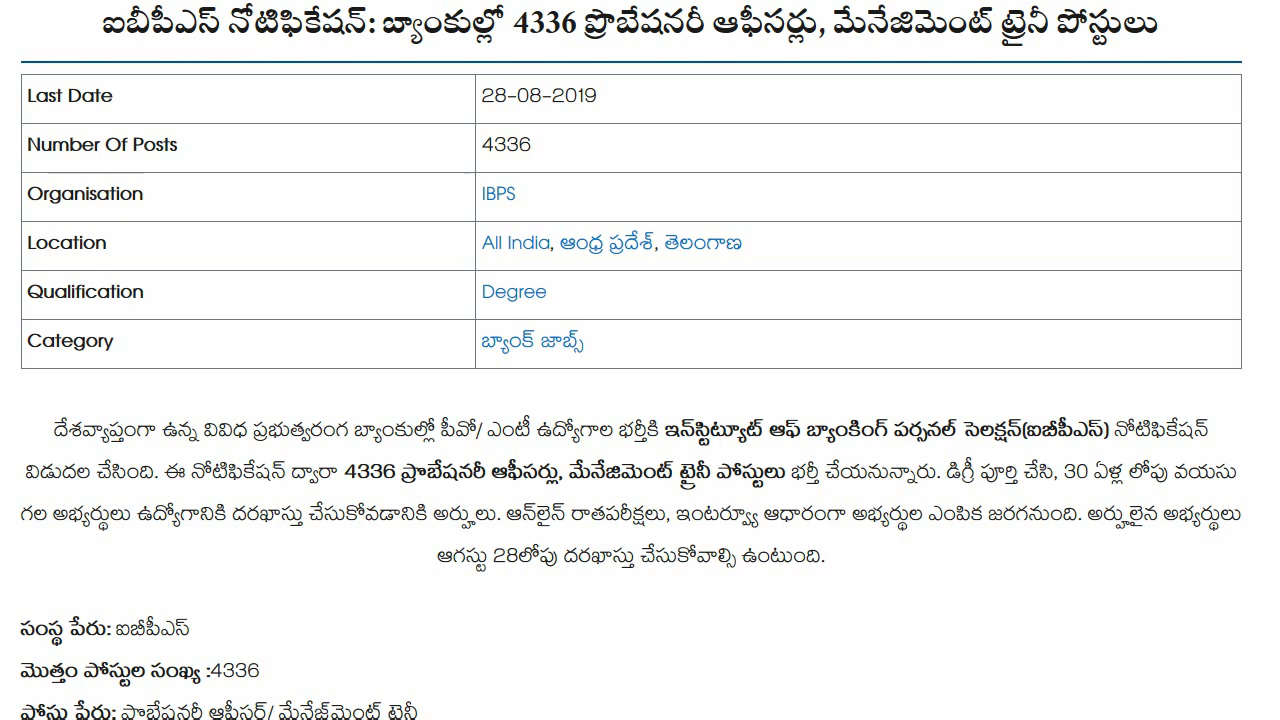 ఐబీపీఎస్ నోటిఫికేషన్: బ్యాంకుల్లో 4336 ప్రొబేషనరీ ఆఫీసర్లు, మేనేజిమెంట్ ట్రైనీ పోస్టులు
Last Date 28-08-2019
Number Of Posts 4336
Organisation IBPS
Location All India, ఆంధ్ర ప్రదేశ్, తెలంగాణ
Qualification Degree
Category బ్యాంక్ జాబ్స్
దేశవ్యాప్తంగా ఉన్న వివిధ ప్రభుత్వరంగ బ్యాంకుల్లో పీవో/ ఎంటీ ఉద్యోగాల భర్తీకి ఇన్‌స్టిట్యూట్ ఆఫ్ బ్యాంకింగ్ పర్సనల్ సెలక్షన్(ఐబీపీఎస్) నోటిఫికేషన్
విడుదల చేసింది. ఈ నోటిఫికేషన్ ద్వారా 4336 ప్రొబేషనరీ ఆఫీసర్లు, మేనేజిమెంట్ ట్రైనీ పోస్టులు భర్తీ చేయనున్నారు. డిగ్రీ పూర్తి చేసి, 30 ఏళ్ల లోపు వయసు
గల అభ్యర్థులు ఉద్యోగానికి దరఖాస్తు చేసుకోవడానికి అర్హులు. ఆన్‌లైన్ రాతపరీక్షలు, ఇంటర్వ్యూ ఆధారంగా అభ్యర్థుల ఎంపిక జరగనుంది. అర్హులైన అభ్యర్థులు
ఆగస్టు 28లోపు దరఖాస్తు చేసుకోవాల్సి ఉంటుంది.
సంస్థ పేరు: ఐబీపీఎస్
మొత్తం పోస్టుల సంఖ్య :4336
పోస్టు పేరు: ప్రొబేషనరీ ఆఫీసర్/ మేనేజ్‌మెంట్ ట్రైనీ